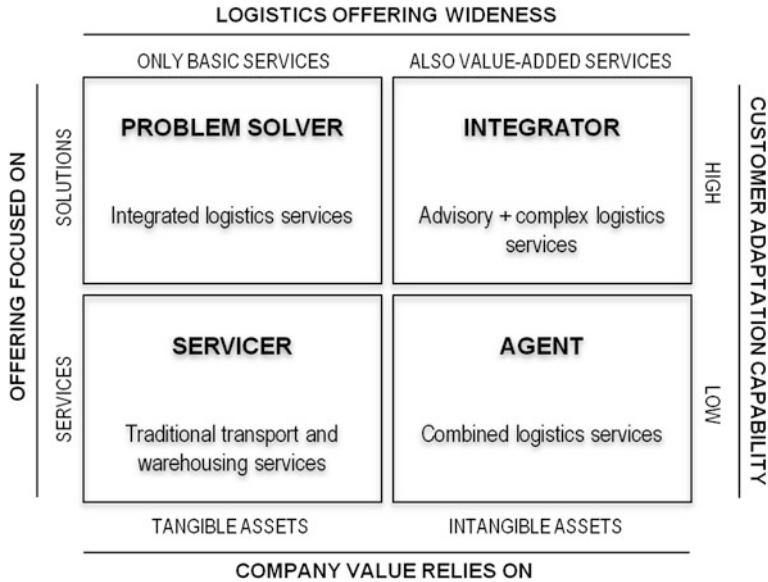 LOGISTICS OFFERING WIDENESS
ONLY BASIC SERVICES
ALSO VALUE-ADDED SERVICES
OFFERING FOCUSED ON
SOLUTIONS
SERVICES
PROBLEM SOLVER
Integrated logistics services
INTEGRATOR
Advisory + complex logistics
services
SERVICER
Traditional transport and
warehousing services
AGENT
Combined logistics services
HIGH
LOW
CUSTOMER ADAPTATION CAPABILITY
TANGIBLE ASSETS
INTANGIBLE ASSETS
COMPANY VALUE RELIES ON